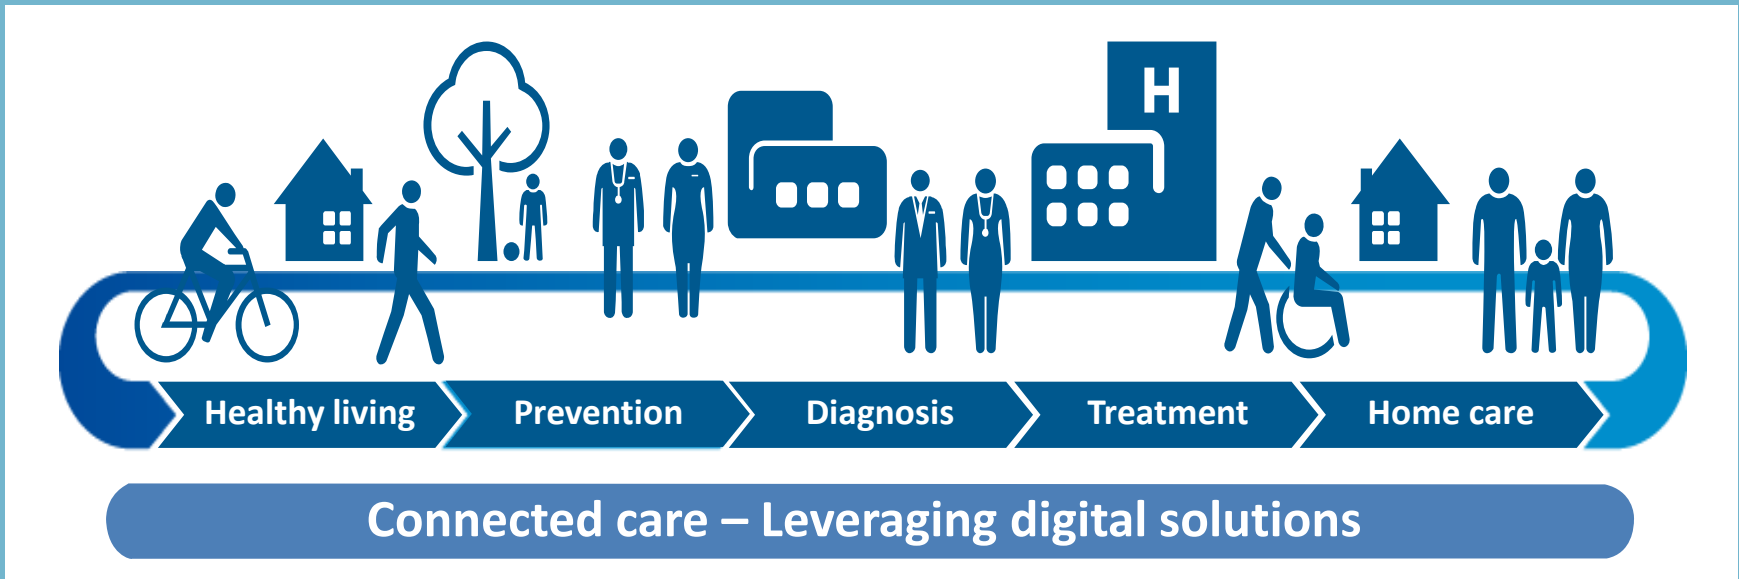 H
Healthy living
Prevention
Diagnosis
Treatment
Home care
Connected care – Leveraging digital solutions